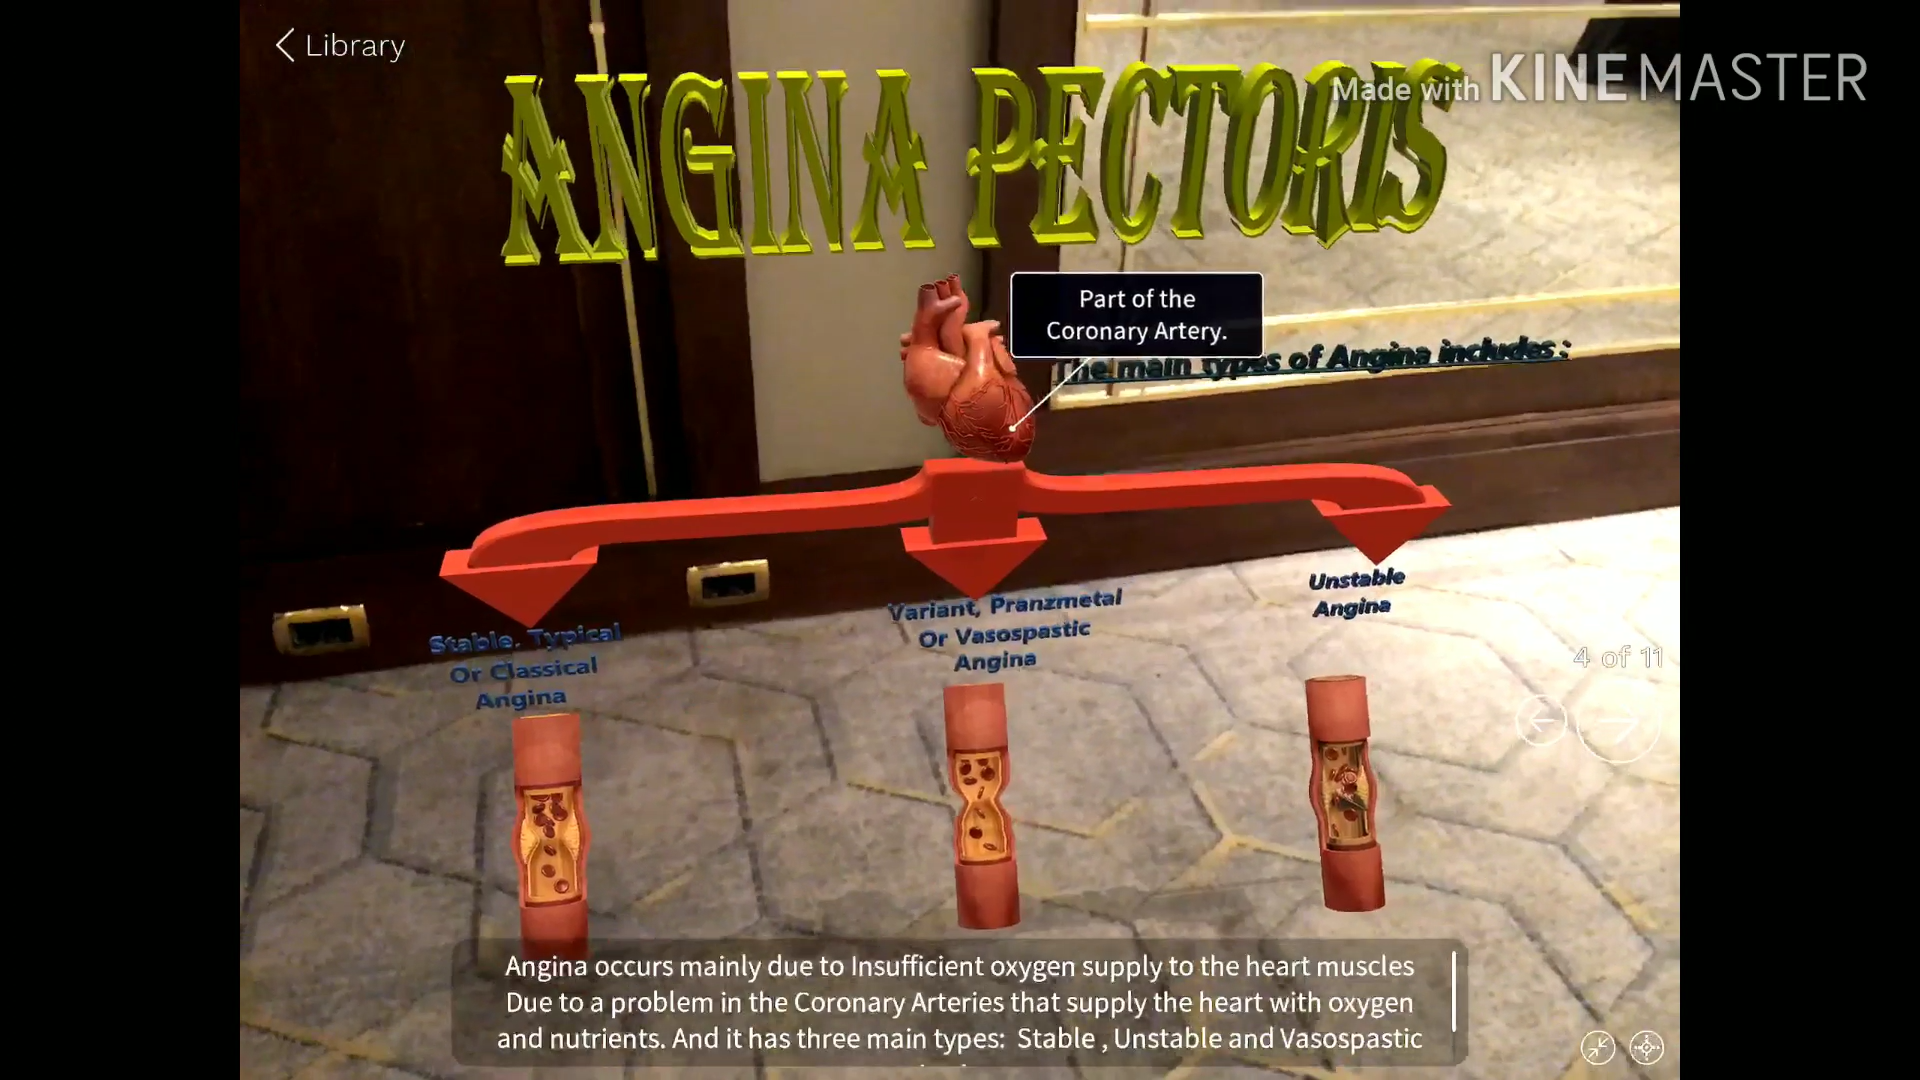 Library
Made with KINEMASTER
ANGINA PECTORIS
Part of the
Coronary Artery.
The main types of Angina includes :
Stable, Typical
Or Classical
Angina
Variant, Pranzmetal
Or Vasospastic
Angina
Unstable
Angina
4 of 11
Angina occurs mainly due to Insufficient oxygen supply to the heart muscles
Due to a problem in the Coronary Arteries that supply the heart with oxygen
and nutrients. And it has three main types: Stable , Unstable and Vasospastic